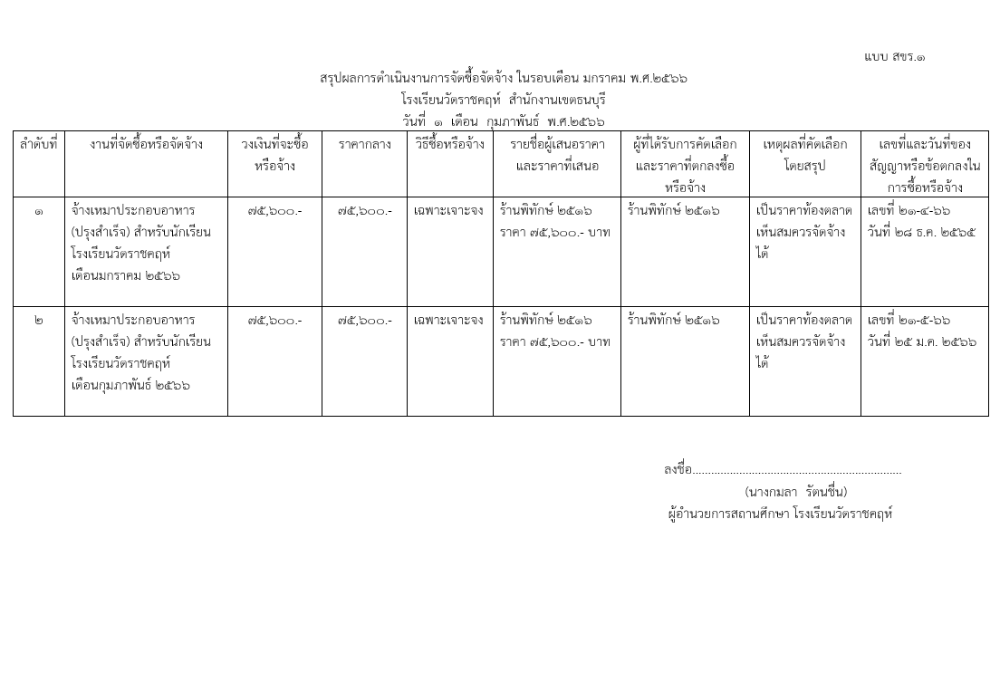 แบบ สขร.๑
สรุปผลการดำเนินงานการจัดซื้อจัดจ้าง ในรอบเดือน มกราคม พ.ศ.๒๕๖๖
โรงเรียนวัดราชคฤห์ สำนักงานเขตธนบุรี
วันที่ ๑ เดือน กุมภาพันธ์ พ.ศ.๒๕๖๖
ลำดับที่ งานที่จัดซื้อหรือจัดจ้าง วงเงินที่จะซื้อ ราคากลาง วิธีซื้อหรือจ้าง รายชื่อผู้เสนอราคา ผู้ที่ได้รับการคัดเลือก เหตุผลที่คัดเลือก เลขที่และวันที่ของ
หรือจ้าง และราคาที่เสนอ และราคาที่ตกลงซื้อ โดยสรุป สัญญาหรือข้อตกลงใน
หรือจ้าง การซื้อหรือจ้าง
๑ จ้างเหมาประกอบอาหาร ๗๕,๖๐๐.- ๗๕,๖๐๐.- เฉพาะเจาะจง ร้านพิทักษ์ ๒๕๑๖ ร้านพิทักษ์ ๒๕๑๖ เป็นราคาท้องตลาด เลขที่ ๒๑-๔-๖๖
(ปรุงสำเร็จ) สำหรับนักเรียน ราคา ๗๕,๖๐๐.- บาท เห็นสมควรจัดจ้าง วันที่ ๒๘ ธ.ค. ๒๕๖๕
โรงเรียนวัดราชคฤห์ ได้
เดือนมกราคม ๒๕๖๖
๒ จ้างเหมาประกอบอาหาร ๗๕,๖๐๐.- ๗๕,๖๐๐.- เฉพาะเจาะจง ร้านพิทักษ์ ๒๕๑๖ ร้านพิทักษ์ ๒๕๑๖ เป็นราคาท้องตลาด เลขที่ ๒๑-๕-๖๖
(ปรุงสำเร็จ) สำหรับนักเรียน ราคา ๗๕,๖๐๐.- บาท เห็นสมควรจัดจ้าง วันที่ ๒๕ ม.ค. ๒๕๖๖
โรงเรียนวัดราชคฤห์ ได้
เดือนกุมภาพันธ์ ๒๕๖๖
ลงชื่อ...................................................................
(นางกมลา รัตนชื่น)
ผู้อำนวยการสถานศึกษา โรงเรียนวัดราชคฤห์